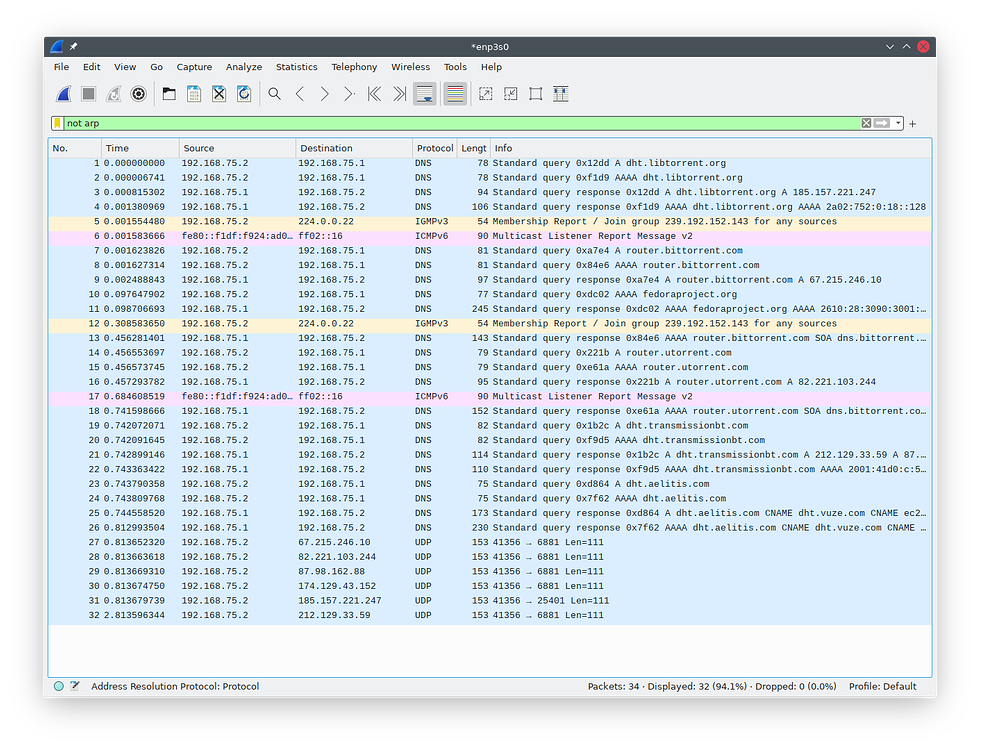 *enp3s0
File Edit View Go Capture Analyze Statistics Telephony Wireless Tools Help
not arp
No. Time Source Destination Protocol Lengt Info
1 0.000000000 192.168.75.2 192.168.75.1 DNS 78 Standard query 0x12dd A dht.libtorrent.org
2 0.000006741 192.168.75.2 192.168.75.1 DNS 78 Standard query 0xf1d9 AAAA dht.libtorrent.org
3 0.000815302 192.168.75.1 192.168.75.2 DNS 94 Standard query response 0x12dd A dht.libtorrent.org A 185.157.221.247
4 0.001380969 192.168.75.1 192.168.75.2 DNS 106 Standard query response 0xf1d9 AAAA dht.libtorrent.org AAAA 2a02:752:0:18::128
5 0.001554480 192.168.75.2 224.0.0.22 IGMPv3 54 Membership Report / Join group 239.192.152.143 for any sources
6 0.001583666 fe80::f1df:f924:ad0… ff02::16 ICMPv6 90 Multicast Listener Report Message v2
7 0.001623826 192.168.75.2 192.168.75.1 DNS 81 Standard query 0xa7e4 A router.bittorrent.com
8 0.001627314 192.168.75.2 192.168.75.1 DNS 81 Standard query 0x84e6 AAAA router.bittorrent.com
9 0.002488843 192.168.75.1 192.168.75.2 DNS 97 Standard query response 0xa7e4 A router.bittorrent.com A 67.215.246.10
10 0.097647902 192.168.75.2 192.168.75.1 DNS 77 Standard query 0xdc02 AAAA fedoraproject.org
11 0.098706693 192.168.75.1 192.168.75.2 DNS 245 Standard query response 0xdc02 AAAA fedoraproject.org AAAA 2610:28:3090:3001:…
12 0.308583650 192.168.75.2 224.0.0.22 IGMPv3 54 Membership Report / Join group 239.192.152.143 for any sources
13 0.456281401 192.168.75.1 192.168.75.2 DNS 143 Standard query response 0x84e6 AAAA router.bittorrent.com SOA dns.bittorrent.…
14 0.456553697 192.168.75.2 192.168.75.1 DNS 79 Standard query 0x221b A router.utorrent.com
15 0.456573745 192.168.75.2 192.168.75.1 DNS 79 Standard query 0xe61a AAAA router.utorrent.com
16 0.457293782 192.168.75.1 192.168.75.2 DNS 95 Standard query response 0x221b A router.utorrent.com A 82.221.103.244
17 0.684608519 fe80::f1df:f924:ad0… ff02::16 ICMPv6 90 Multicast Listener Report Message v2
18 0.741598666 192.168.75.1 192.168.75.2 DNS 152 Standard query response 0xe61a AAAA router.utorrent.com SOA dns.bittorrent.co…
19 0.742072071 192.168.75.2 192.168.75.1 DNS 82 Standard query 0x1b2c A dht.transmissionbt.com
20 0.742091645 192.168.75.2 192.168.75.1 DNS 82 Standard query 0xf9d5 AAAA dht.transmissionbt.com
21 0.742899146 192.168.75.1 192.168.75.2 DNS 114 Standard query response 0x1b2c A dht.transmissionbt.com A 212.129.33.59 A 87.…
22 0.743363422 192.168.75.1 192.168.75.2 DNS 110 Standard query response 0xf9d5 AAAA dht.transmissionbt.com AAAA 2001:41d0:c:5…
23 0.743790358 192.168.75.2 192.168.75.1 DNS 75 Standard query 0xd864 A dht.aelitis.com
24 0.743809768 192.168.75.2 192.168.75.1 DNS 75 Standard query 0x7f62 AAAA dht.aelitis.com
25 0.744558520 192.168.75.1 192.168.75.2 DNS 173 Standard query response 0xd864 A dht.aelitis.com CNAME dht.vuze.com CNAME ec2…
26 0.812993504 192.168.75.1 192.168.75.2 DNS 230 Standard query response 0x7f62 AAAA dht.aelitis.com CNAME dht.vuze.com CNAME …
27 0.813652320 192.168.75.2 67.215.246.10 UDP 153 41356 → 6881 Len=111
28 0.813663618 192.168.75.2 82.221.103.244 UDP 153 41356 → 6881 Len=111
29 0.813669310 192.168.75.2 87.98.162.88 UDP 153 41356 → 6881 Len=111
30 0.813674750 192.168.75.2 174.129.43.152 UDP 153 41356 → 6881 Len=111
31 0.813679739 192.168.75.2 185.157.221.247 UDP 153 41356 → 25401 Len=111
32 2.813596344 192.168.75.2 212.129.33.59 UDP 153 41356 → 6881 Len=111
Address Resolution Protocol: Protocol Packets: 34 · Displayed: 32 (94.1%) · Dropped: 0 (0.0%) Profile: Default